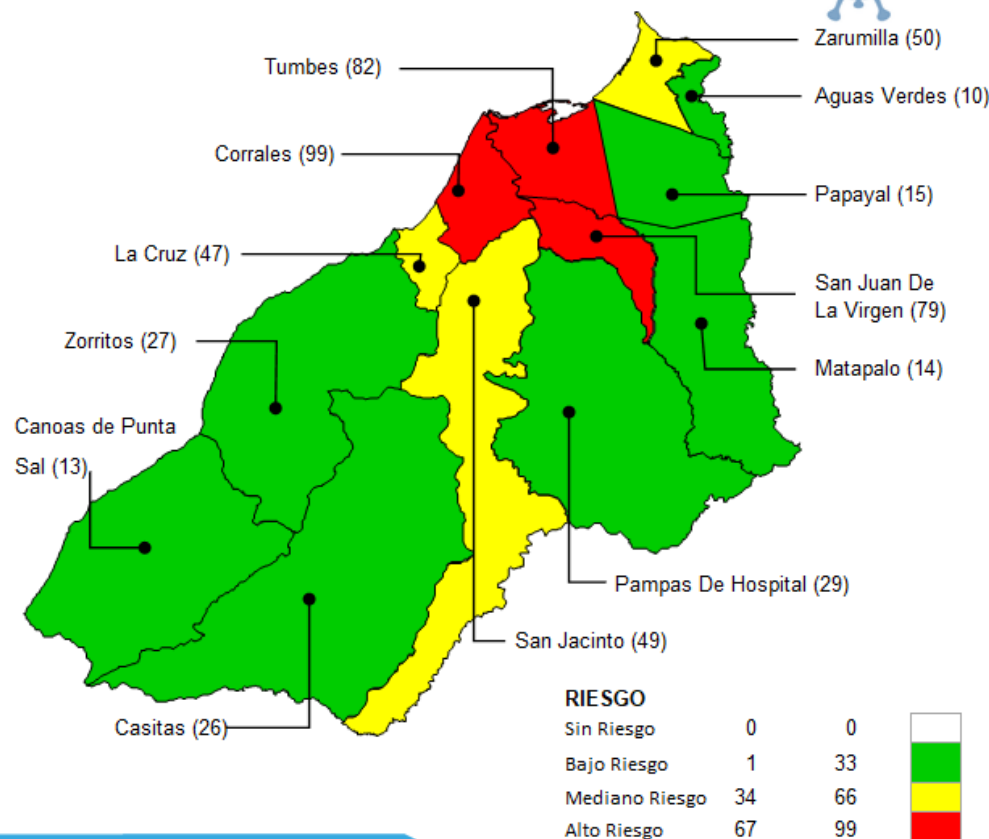 Zarumilla (50)
Tumbes (82)
Aguas Verdes (10)
Corrales (99)
Papayal (15)
La Cruz (47)
San Juan De
La Virgen (79)
Zorritos (27)
Matapalo (14)
Canoas de Punta
Sal (13)
Pampas De Hospital (29)
San Jacinto (49)
Casitas (26)
RIESGO
Sin Riesgo 0 0
Bajo Riesgo 1 33
Mediano Riesgo 34 66
Alto Riesgo 67 99